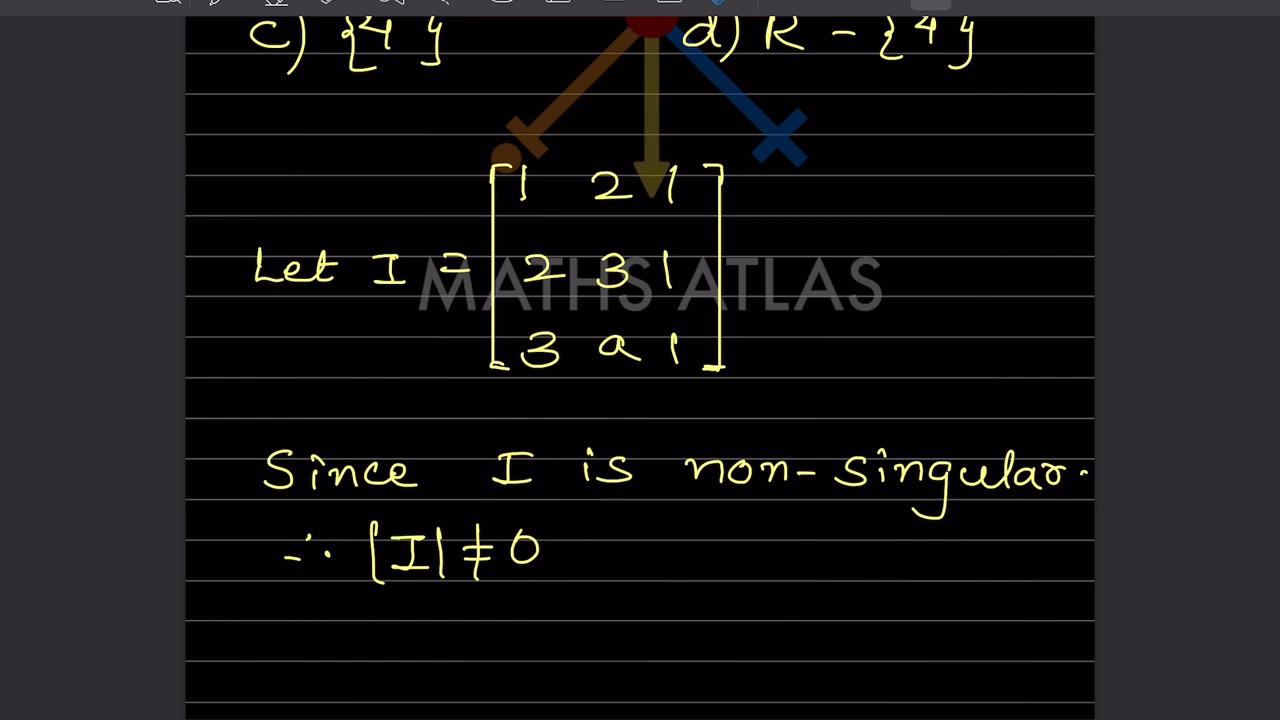 c) {4} d) R - {4}
1 2 1
Let I = 2 3 1
3 a 1
MATHS ATLAS
Since I is non-singular.
∴ |I| ≠ 0